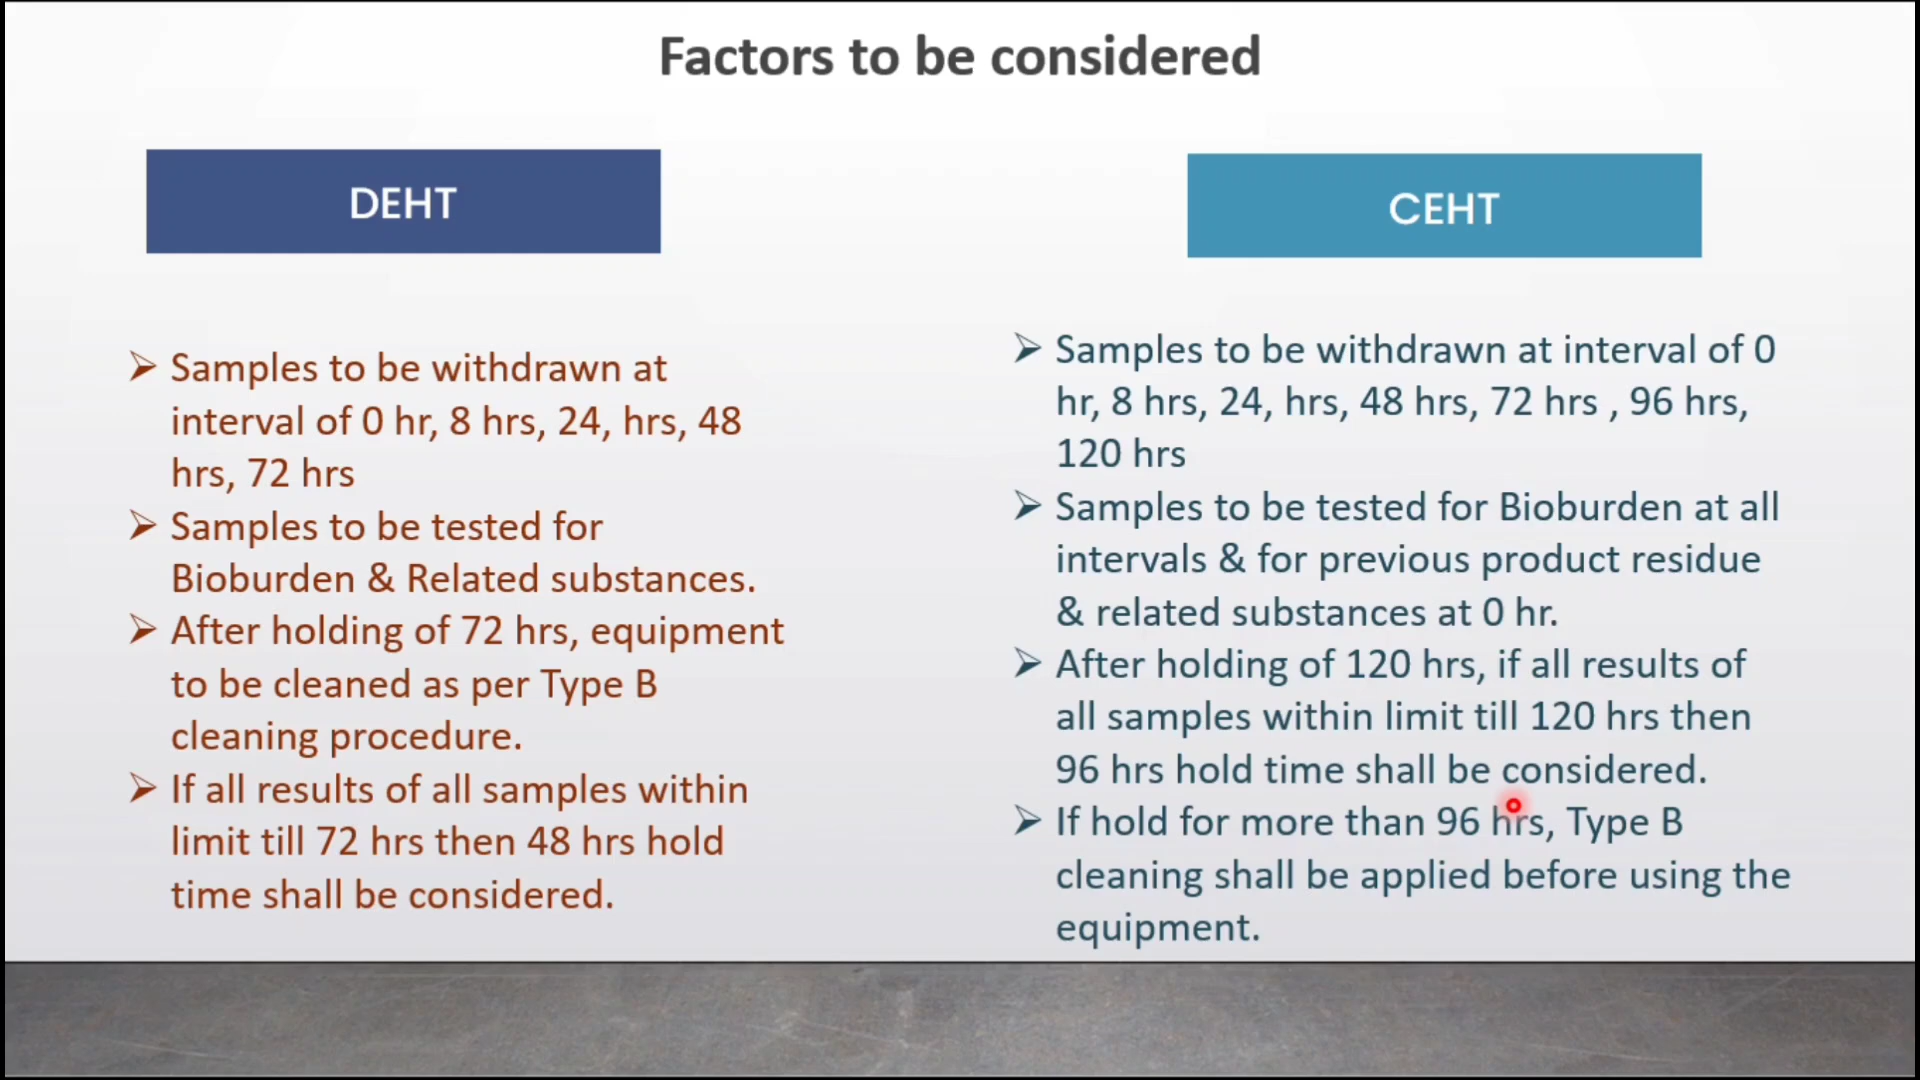 Factors to be considered
DEHT
➢ Samples to be withdrawn at
interval of 0 hr, 8 hrs, 24, hrs, 48
hrs, 72 hrs
➢ Samples to be tested for
Bioburden & Related substances.
➢ After holding of 72 hrs, equipment
to be cleaned as per Type B
cleaning procedure.
➢ If all results of all samples within
limit till 72 hrs then 48 hrs hold
time shall be considered.
CEHT
➢ Samples to be withdrawn at interval of 0
hr, 8 hrs, 24, hrs, 48 hrs, 72 hrs , 96 hrs,
120 hrs
➢ Samples to be tested for Bioburden at all
intervals & for previous product residue
& related substances at 0 hr.
➢ After holding of 120 hrs, if all results of
all samples within limit till 120 hrs then
96 hrs hold time shall be considered.
➢ If hold for more than 96 hrs, Type B
cleaning shall be applied before using the
equipment.